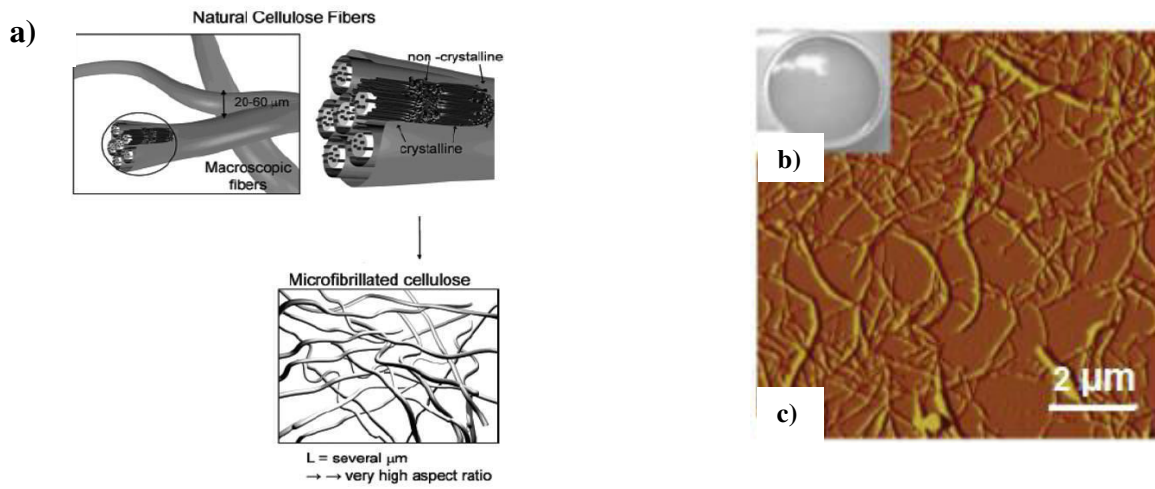 Natural Cellulose Fibers
a)
non -crystalline
20-60 μm
crystalline
Macroscopic
fibers
Microfibrillated cellulose
L = several μm
→ → very high aspect ratio
b)
2 μm
c)